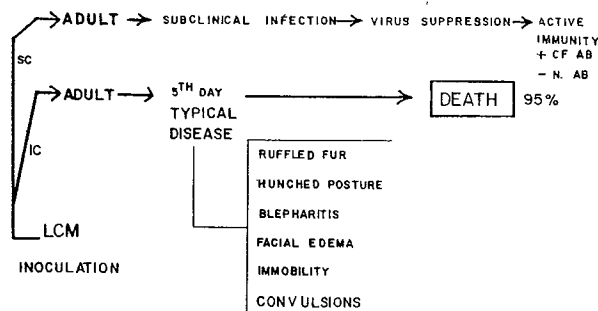 ADULT SUBCLINICAL INFECTION VIRUS SUPPRESSION ACTIVE
IMMUNITY
+ CF AB
- N. AB
SC
ADULT 5TH DAY DEATH 95%
TYPICAL
DISEASE
IC
RUFFLED FUR
HUNCHED POSTURE
BLEPHARITIS
FACIAL EDEMA
IMMOBILITY
CONVULSIONS
LCM
INOCULATION